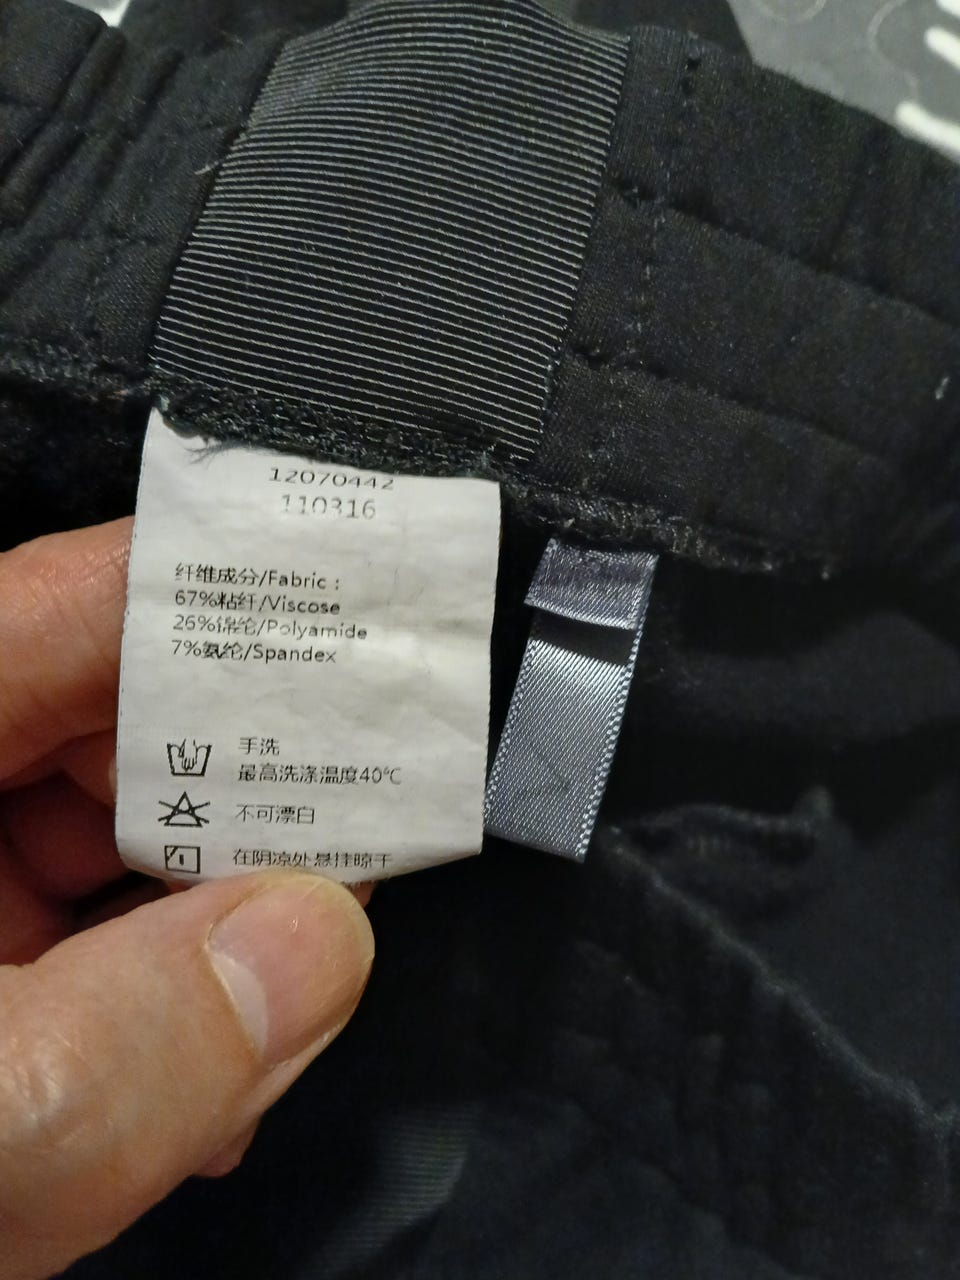 12070442
110316
纤维成分/Fabric :
67%粘纤/Viscose
26%锦纶/Polyamide
7%氨纶/Spandex
手洗
最高洗涤温度40℃
不可漂白
在阴凉处悬挂晾干